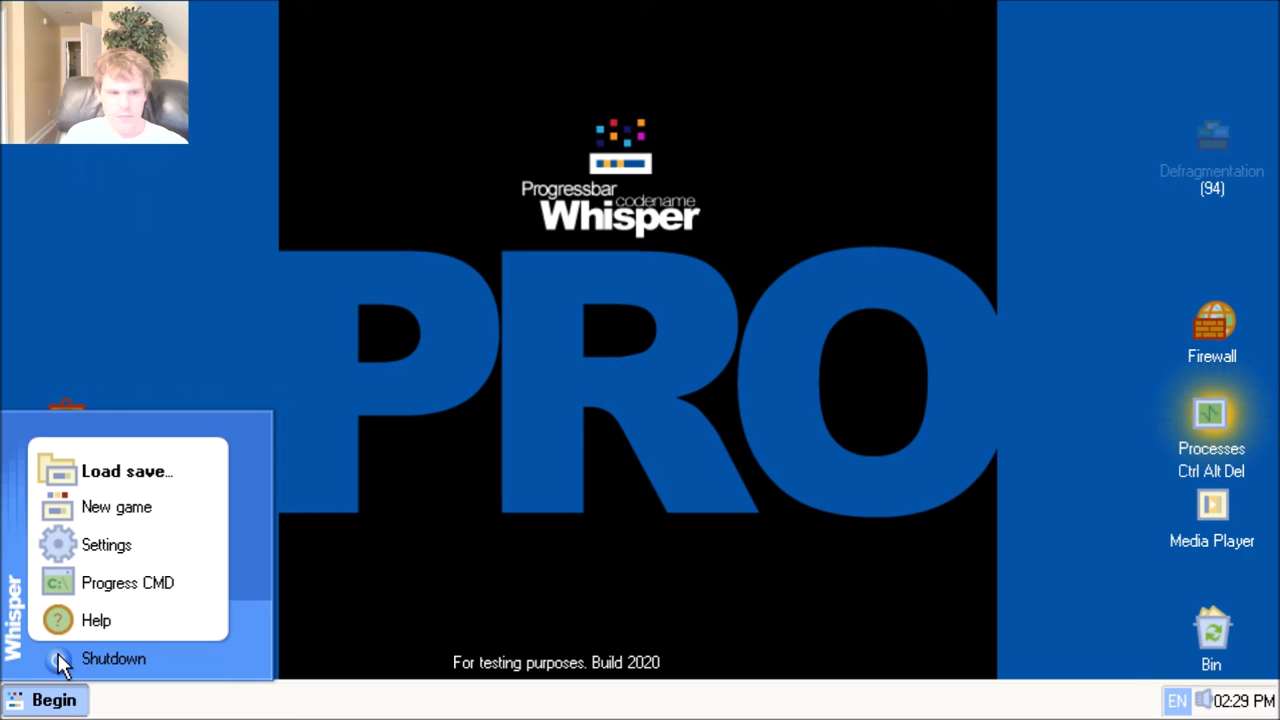 Progressbar
codename
Whisper
PRO
For testing purposes. Build 2020
Defragmentation
(94)
Firewall
Processes
Ctrl Alt Del
Media Player
Bin
Load save...
New game
Settings
C:\
Progress CMD
?
Help
Shutdown
Whisper
Begin
EN
02:29 PM